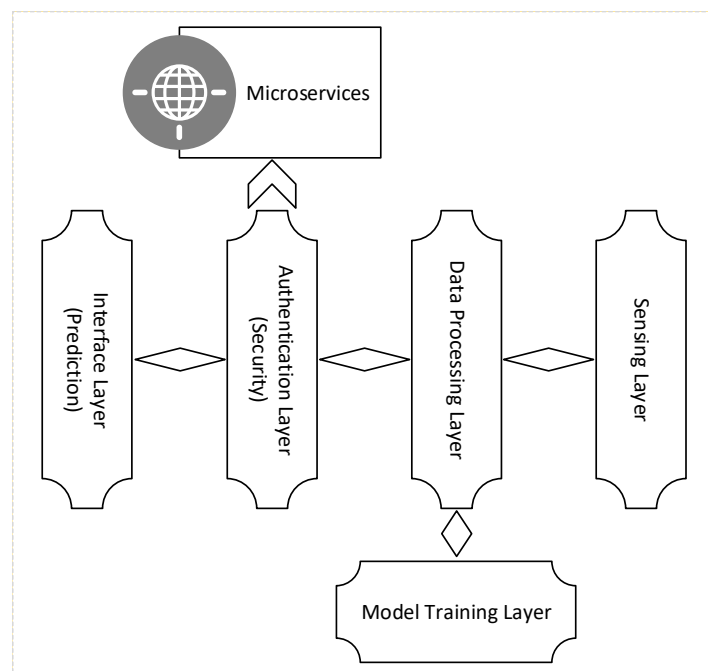 Microservices
Interface Layer
(Prediction)
Authentication Layer
(Security)
Data Processing Layer
Sensing Layer
Model Training Layer